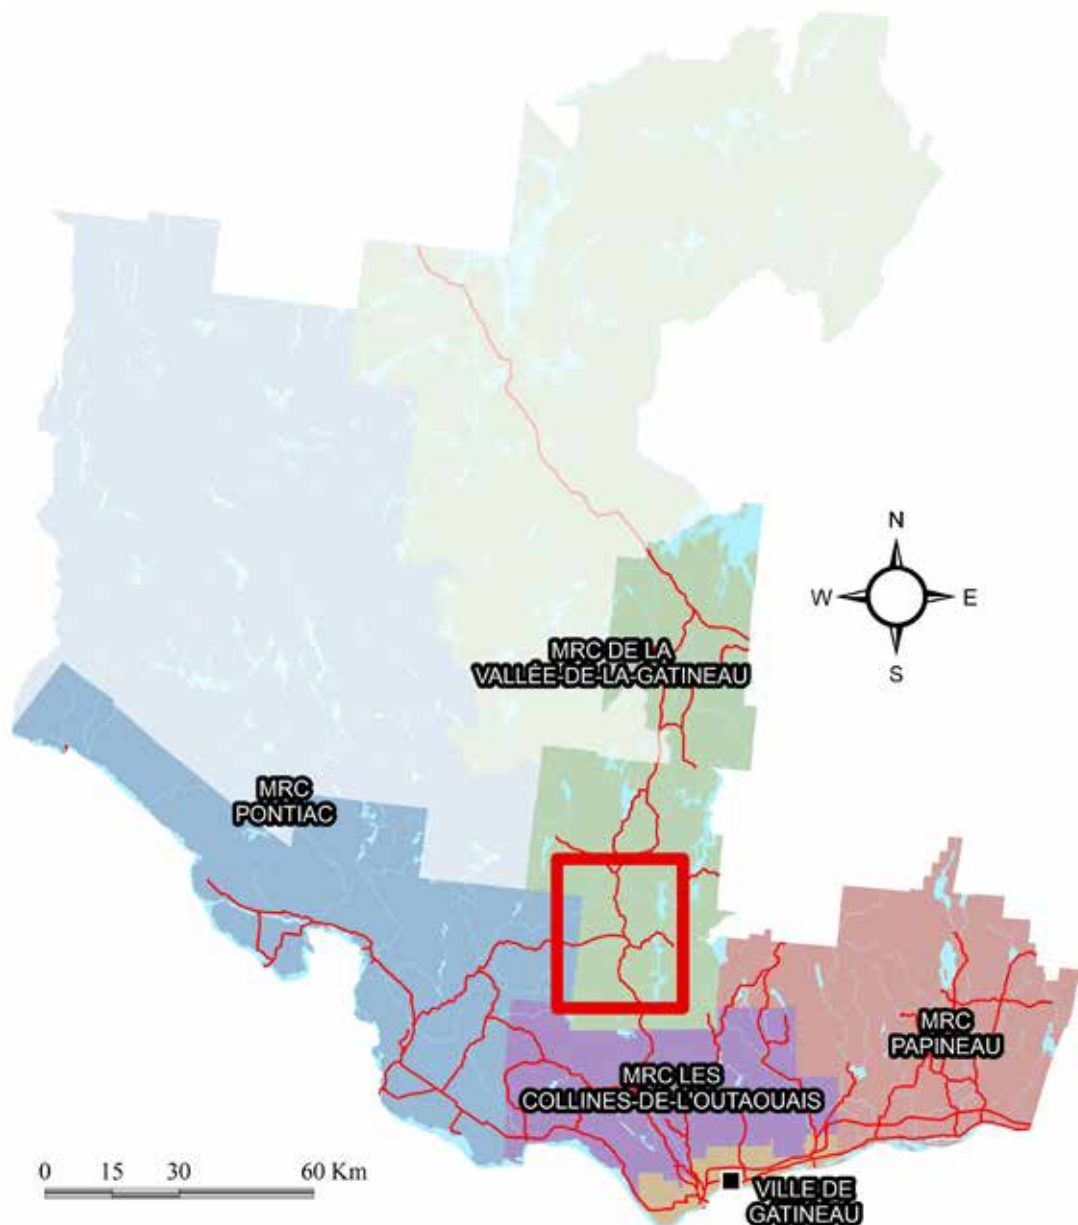 N
W E
S
MRC DE LA
VALLÉE-DE-LA-GATINEAU
MRC
PONTIAC
MRC
PAPINEAU
MRC LES
COLLINES-DE-L'OUTAOUAIS
0 15 30 60 Km
VILLE DE
GATINEAU